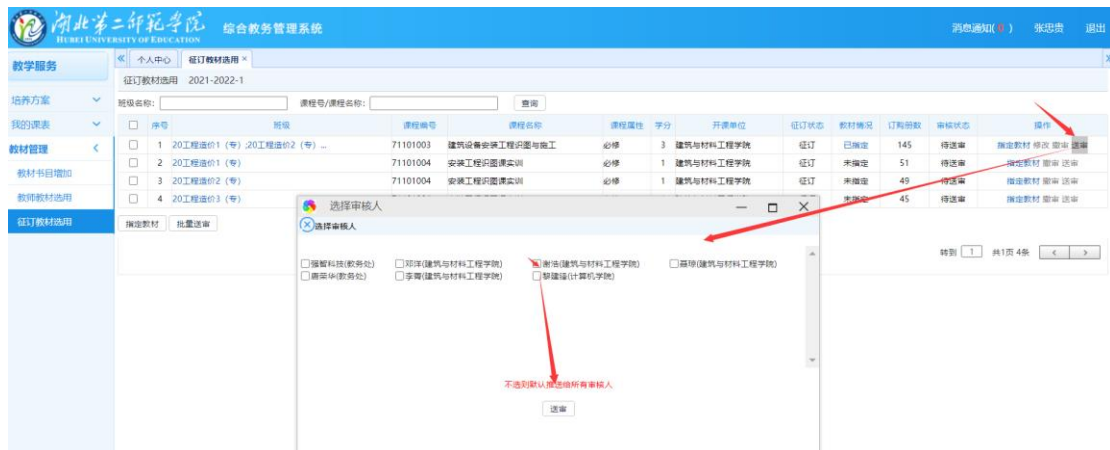 湖北第二师范学院 综合教务管理系统 消息通知( 0 ) 张思贵 退出
HUBEI UNIVERSITY OF EDUCATION
教学服务 个人中心 征订教材选用 ×
征订教材选用 2021-2022-1
培养方案 班级名称: 课程号/课程名称: 查询
我的课表 序号 班级 课程编号 课程名称 课程属性 学分 开课单位 征订状态 教材情况 订购册数 审核状态 操作
教材管理 1 20工程造价1（专）;20工程造价2（专）... 71101003 建筑设备安装工程识图与施工 必修 3 建筑与材料工程学院 征订 已指定 145 待送审 指定教材 修改 撤审 送审
2 20工程造价1（专） 71101004 安装工程识图课实训 必修 1 建筑与材料工程学院 征订 未指定 51 待送审 指定教材 撤审 送审
教材书目增加 3 20工程造价2（专） 71101004 安装工程识图课实训 必修 1 建筑与材料工程学院 征订 未指定 49 待送审 指定教材 撤审 送审
教师教材选用 4 20工程造价3（专） 未指定 45 待送审 指定教材 撤审 送审
征订教材选用 指定教材 批量送审
转到 1 共1页 4条 < >
选择审核人
选择审核人
强智科技(教务处) 邓洋(建筑与材料工程学院) 谢浩(建筑与材料工程学院) 聂琼(建筑与材料工程学院)
唐荣华(教务处) 李霄(建筑与材料工程学院) 黎建锋(计算机学院)
不选则默认推送给所有审核人
送审